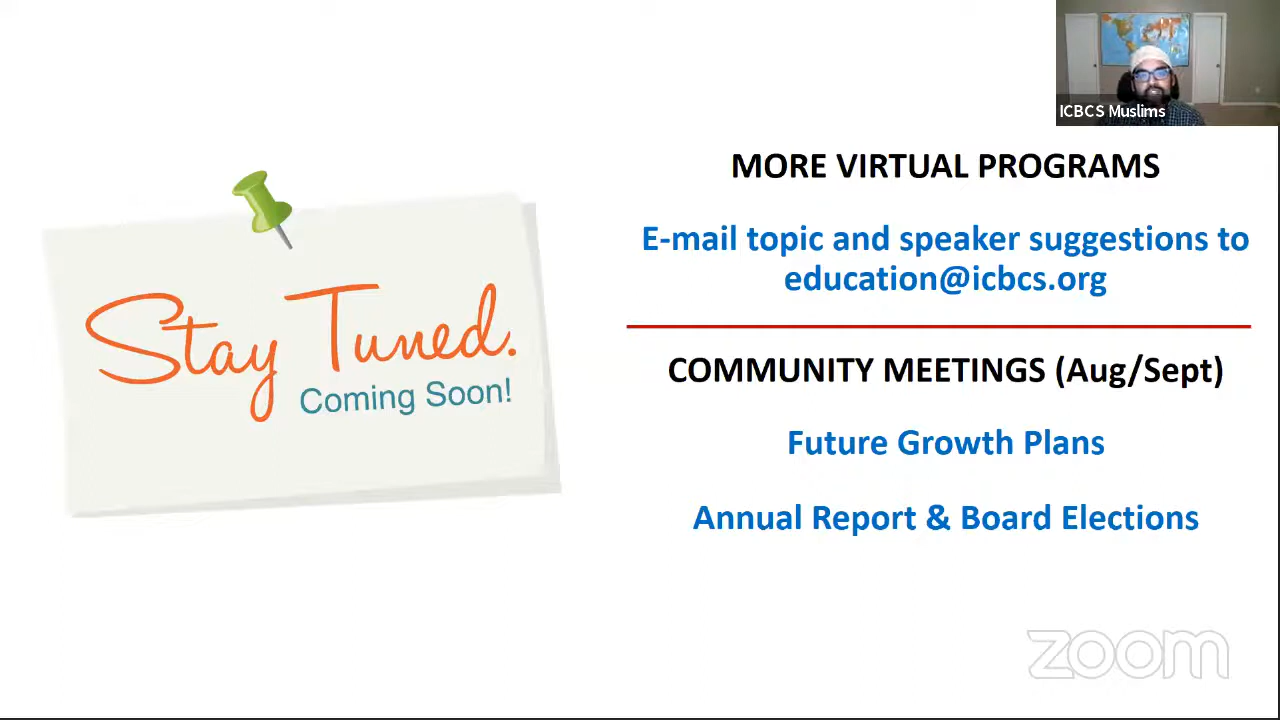 ICBCS Muslims
MORE VIRTUAL PROGRAMS
E-mail topic and speaker suggestions to
education@icbcs.org
Stay Tuned.
Coming Soon!
COMMUNITY MEETINGS (Aug/Sept)
Future Growth Plans
Annual Report & Board Elections
zoom